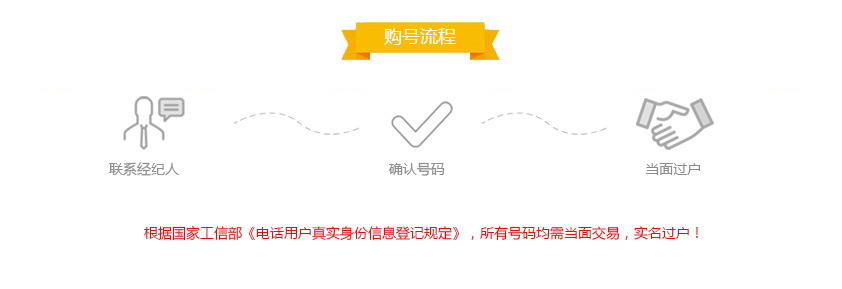 购号流程
联系经纪人
确认号码
当面过户
根据国家工信部《电话用户真实身份信息登记规定》，所有号码均需当面交易，实名过户！